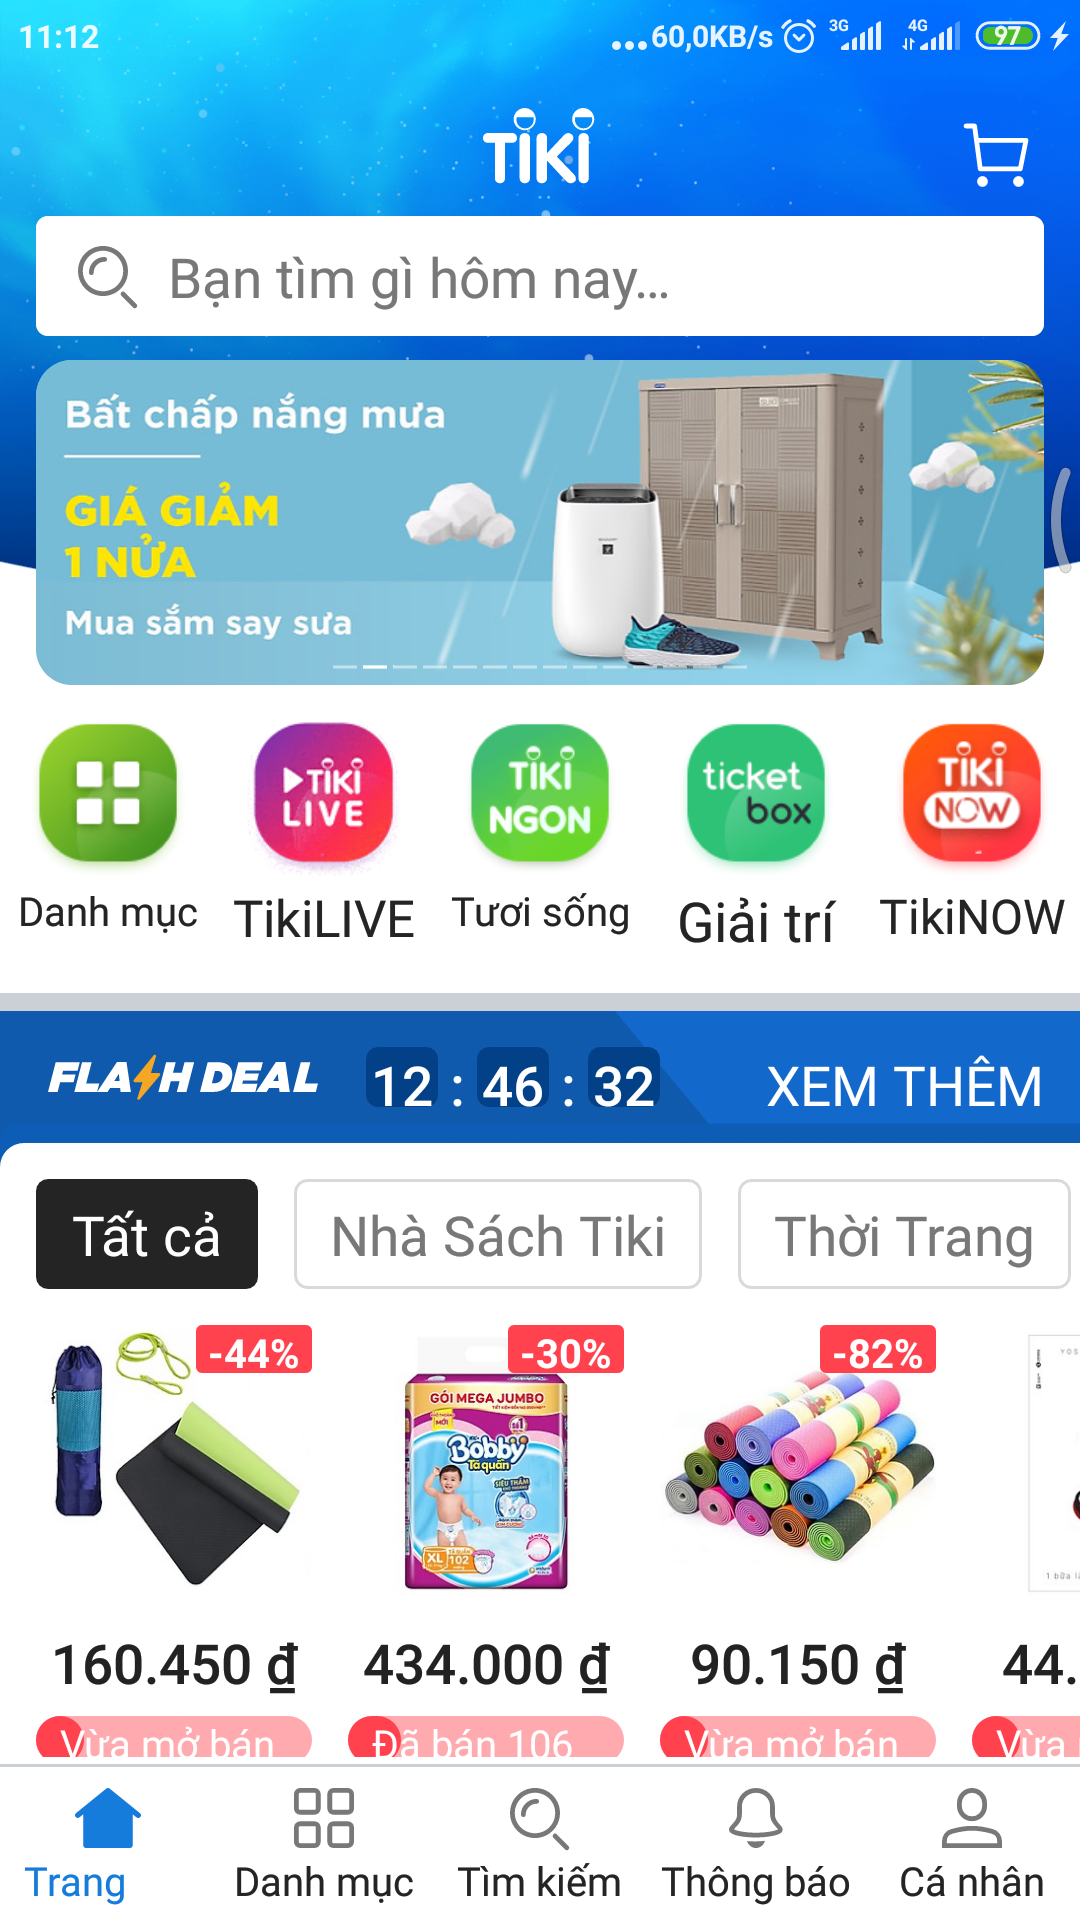 11:12
...60,0KB/s 3G 4G 97
TIKI
Bạn tìm gì hôm nay...
Bất chấp nắng mưa
GIÁ GIẢM
1 NỬA
Mua sắm say sưa
TIKI LIVE
TIKI NGON
ticket box
TIKI NOW
Danh mục TikiLIVE Tươi sống Giải trí TikiNOW
FLASH DEAL 12 : 46 : 32 XEM THÊM
Tất cả Nhà Sách Tiki Thời Trang
-44% -30% -82%
GÓI MEGA JUMBO
MỚI
Bobby
Tã quần
SIÊU THẤM
XL
102
160.450 ₫ 434.000 ₫ 90.150 ₫ 44.
Vừa mở bán Đã bán 106 Vừa mở bán Vừa
Trang Danh mục Tìm kiếm Thông báo Cá nhân